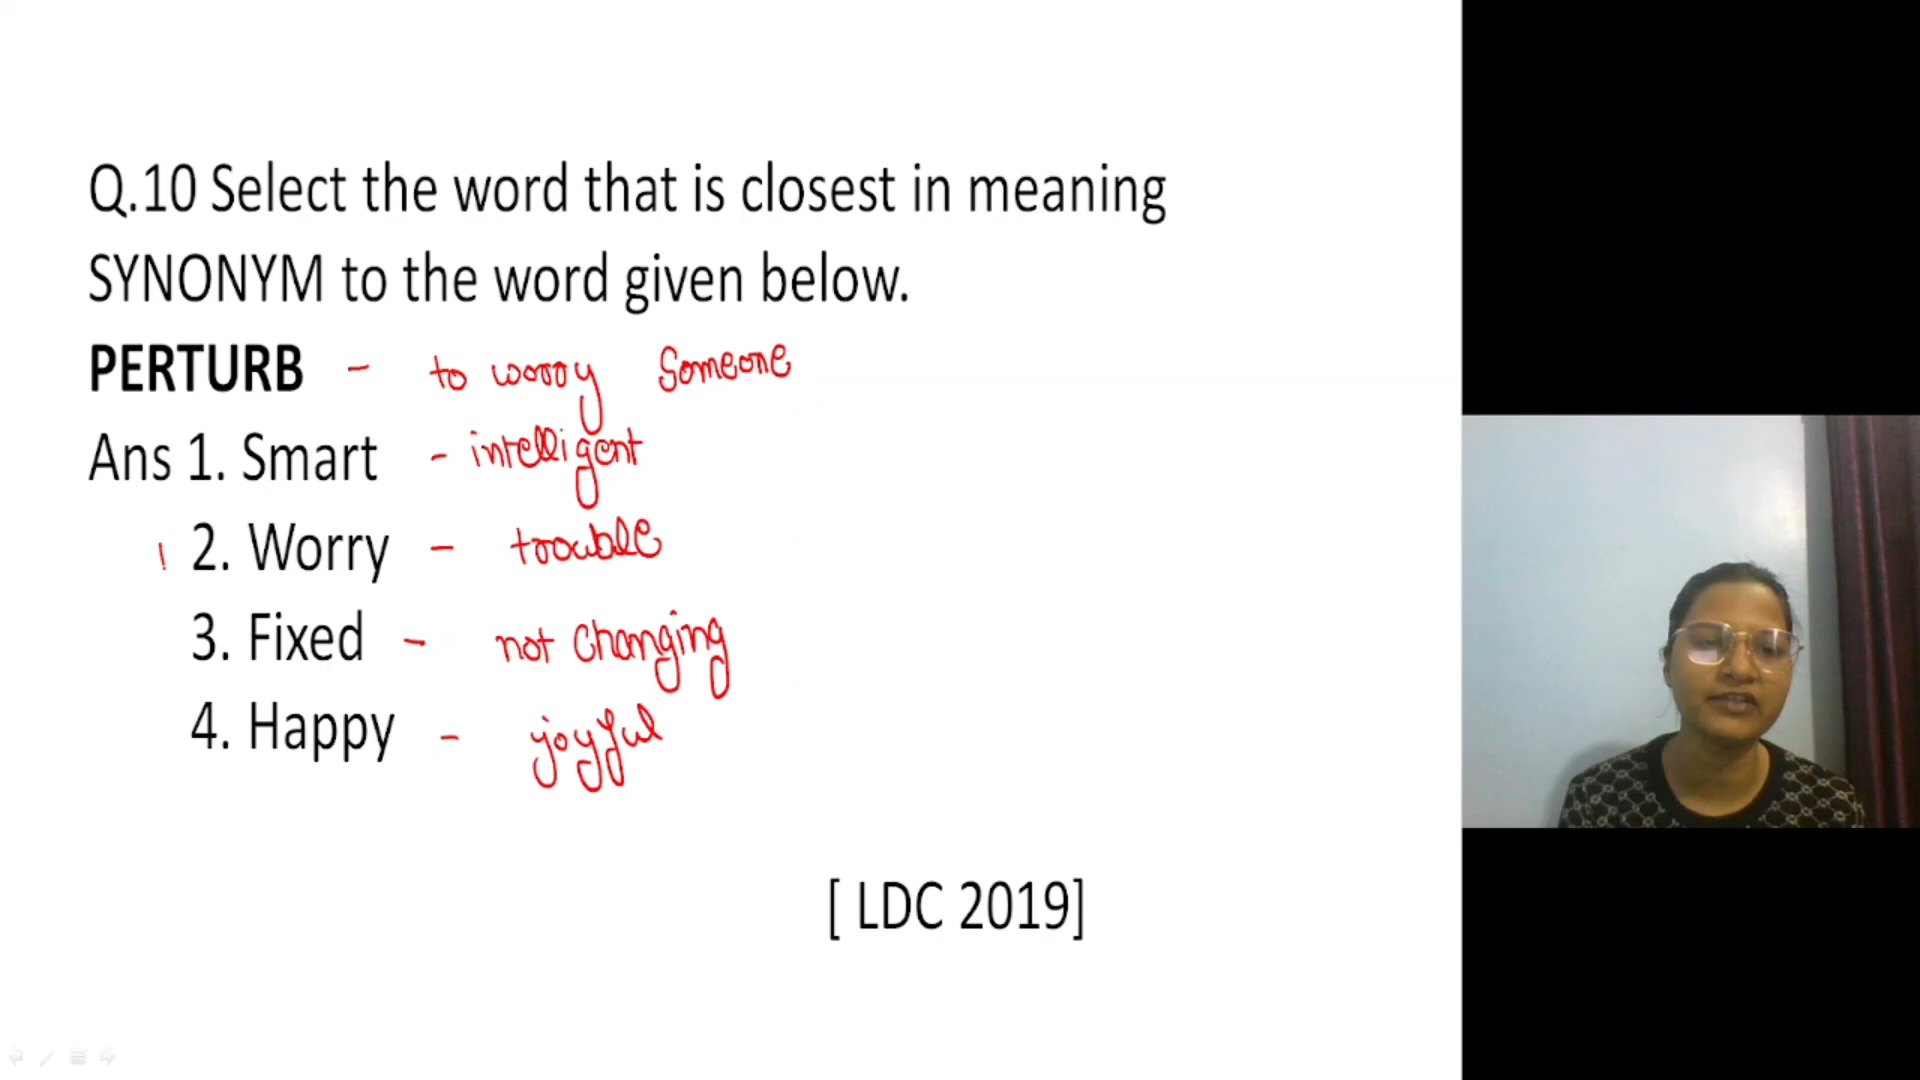 Q.10 Select the word that is closest in meaning
SYNONYM to the word given below.
PERTURB - to worry Someone
Ans 1. Smart - intelligent
2. Worry - trouble
3. Fixed - not changing
4. Happy - joyful
[ LDC 2019]